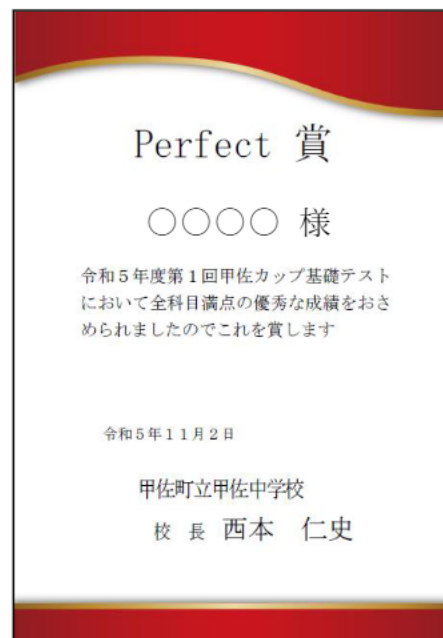 Perfect 賞
〇〇〇〇 様
令和５年度第１回甲佐カップ基礎テスト
において全科目満点の優秀な成績をおさ
められましたのでこれを賞します
令和５年１１月２日
甲佐町立甲佐中学校
校 長 西本　仁史